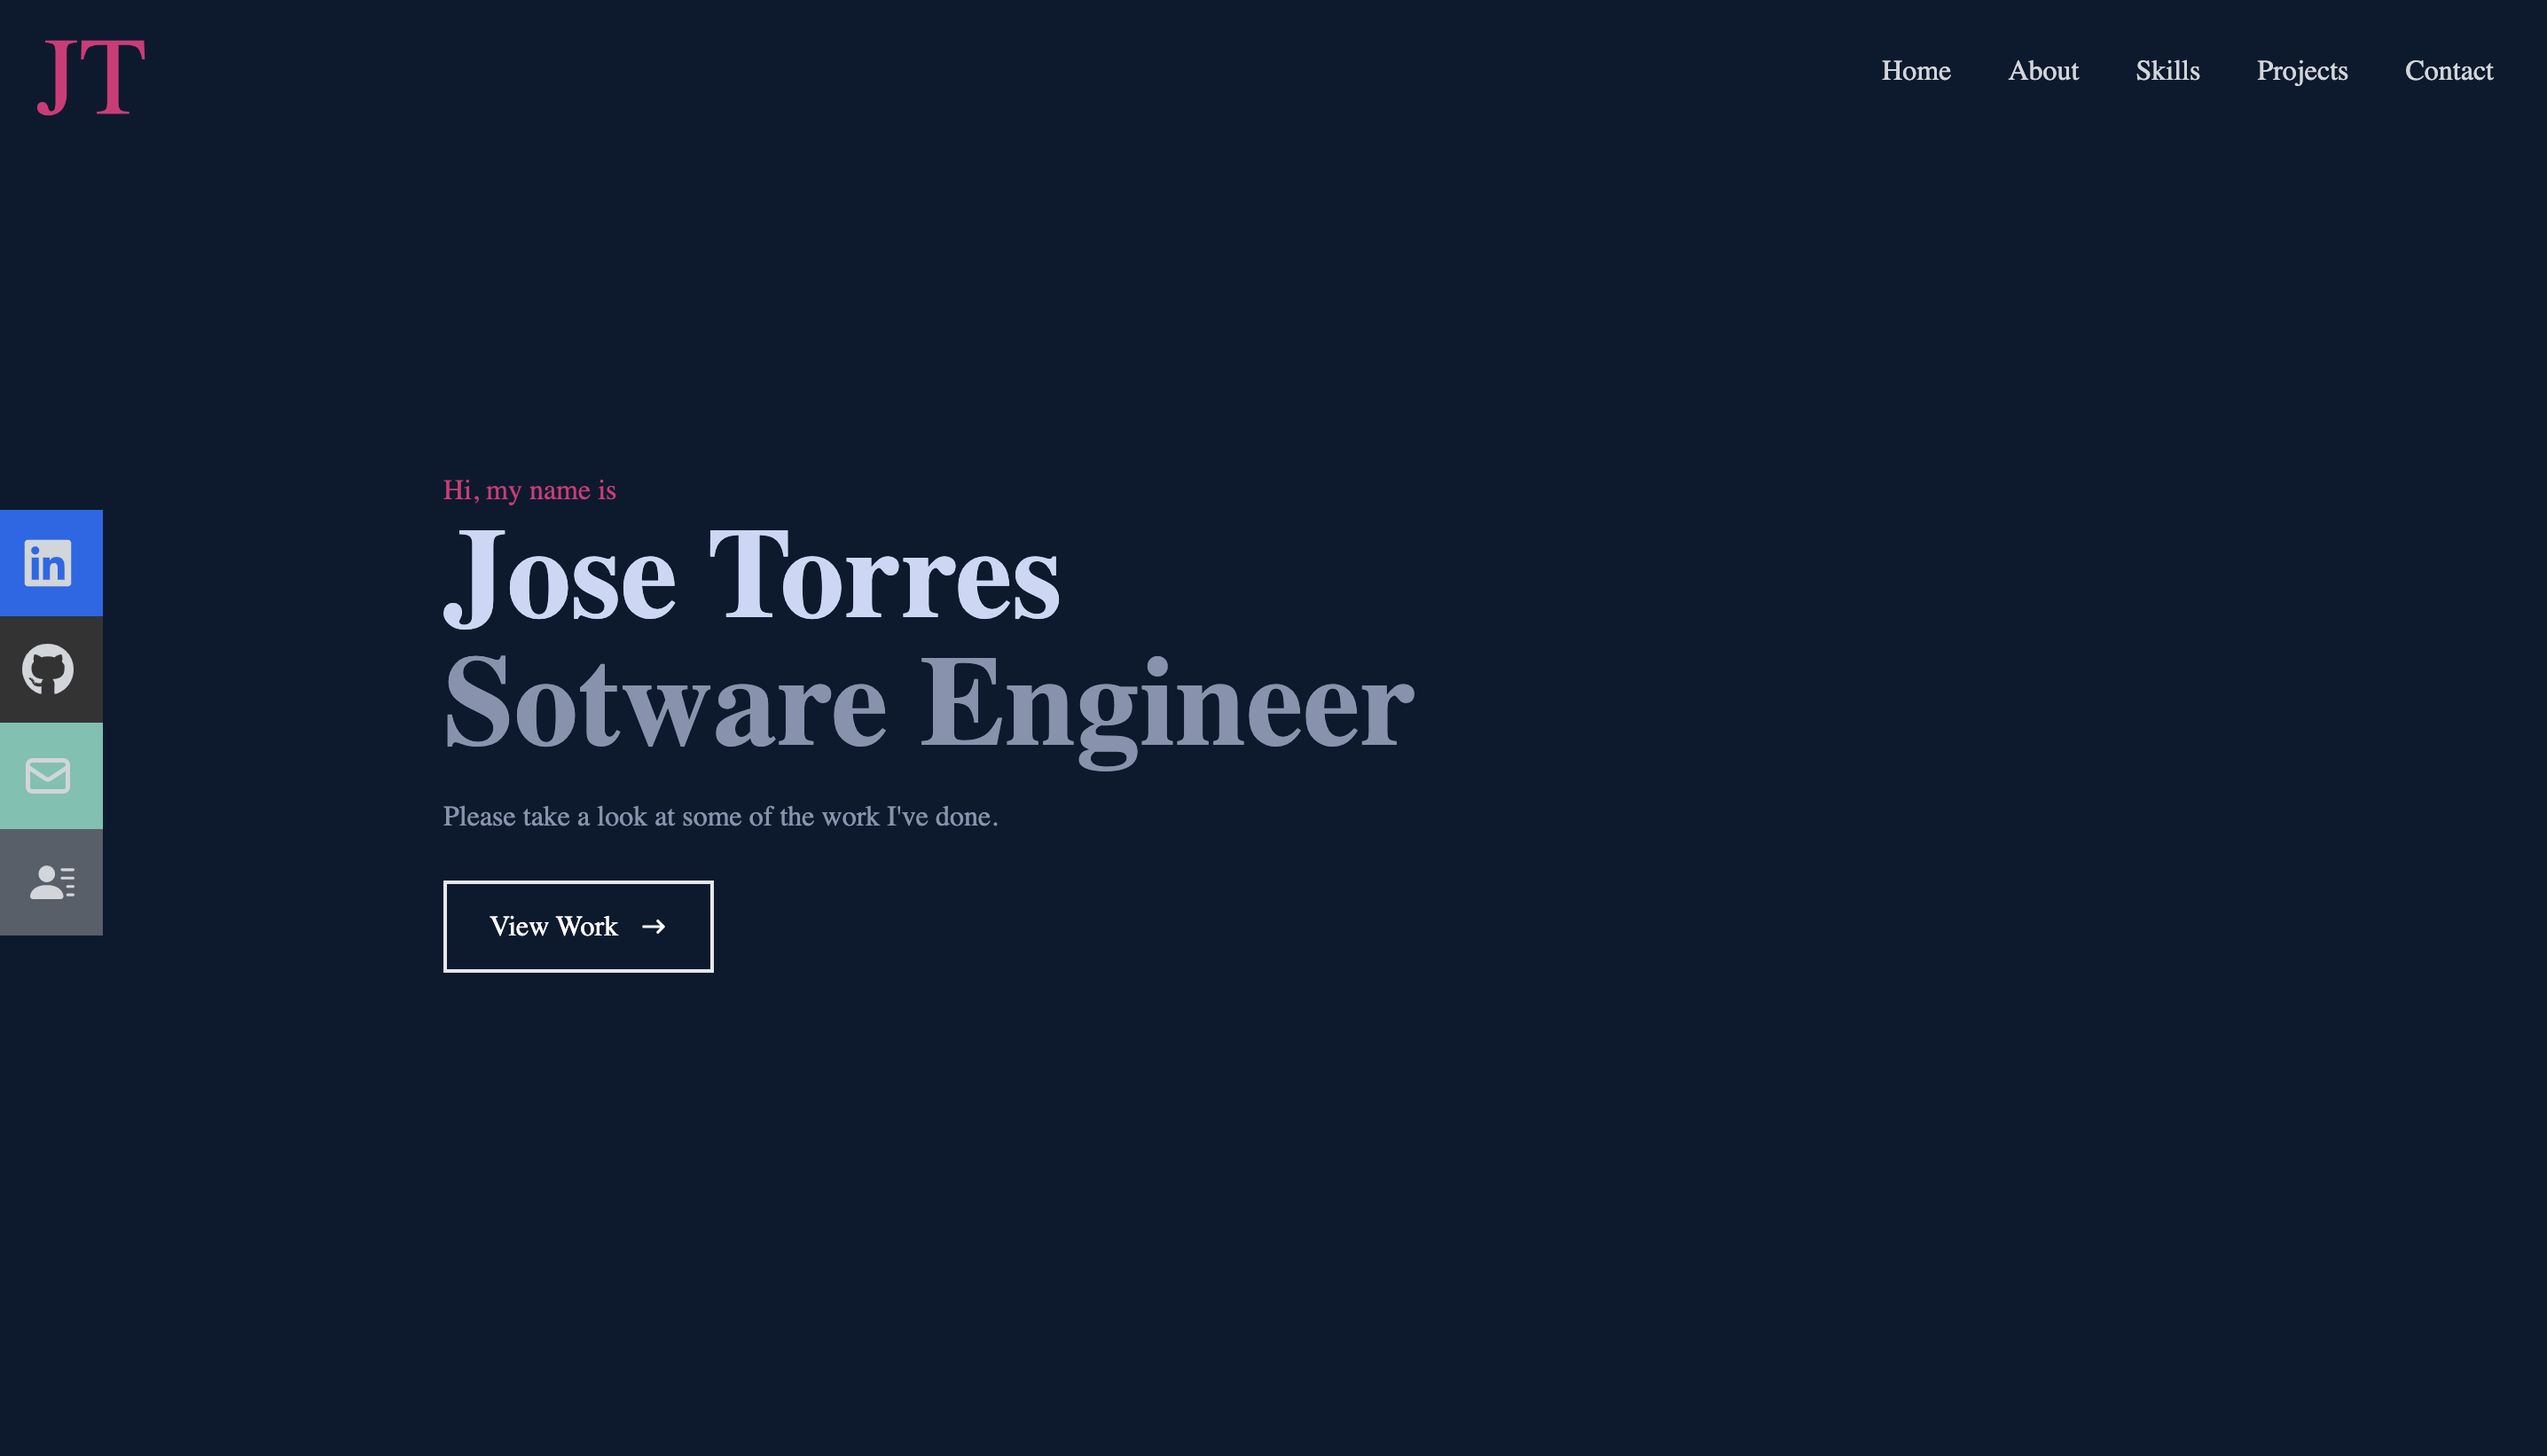 JT
Home About Skills Projects Contact
Hi, my name is
Jose Torres
Sotware Engineer
Please take a look at some of the work I've done.
View Work →
in